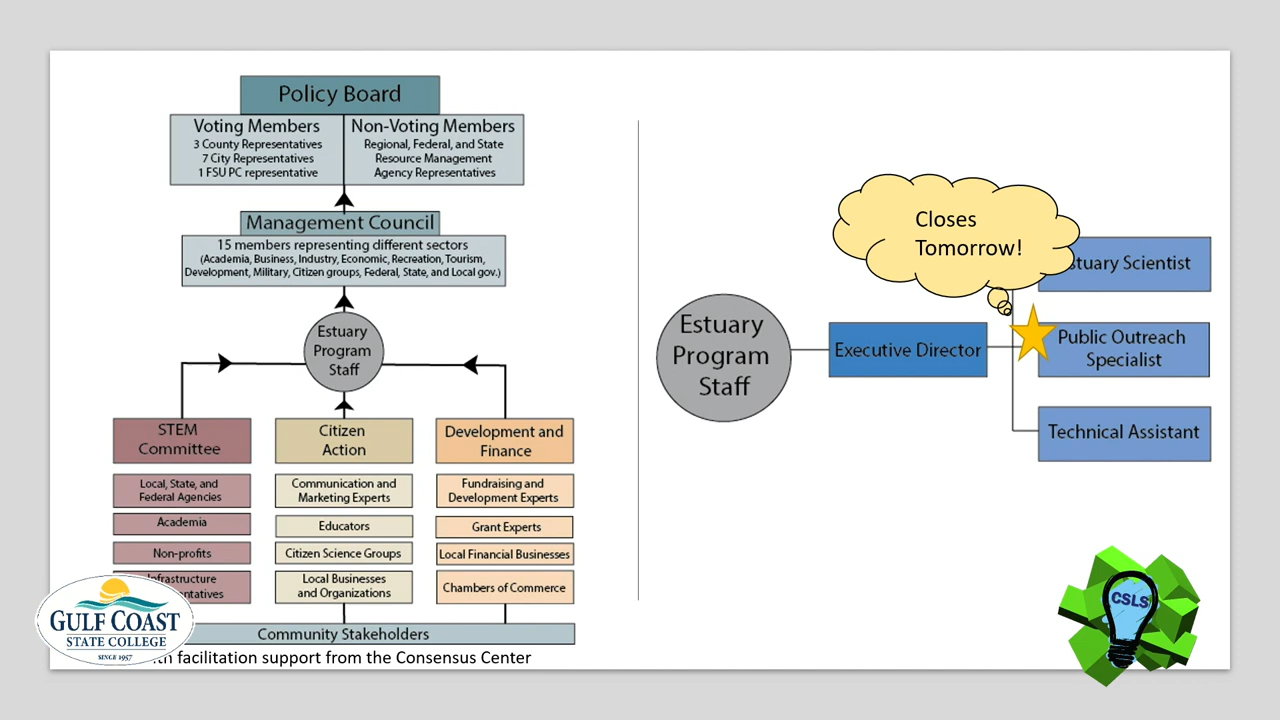 Policy Board
Voting Members
3 County Representatives
7 City Representatives
1 FSU PC representative
Non-Voting Members
Regional, Federal, and State
Resource Management
Agency Representatives
Management Council
15 members representing different sectors
(Academia, Business, Industry, Economic, Recreation, Tourism,
Development, Military, Citizen groups, Federal, State, and Local gov.)
Estuary
Program
Staff
STEM
Committee
Local, State, and
Federal Agencies
Academia
Non-profits
Citizen
Action
Communication and
Marketing Experts
Educators
Citizen Science Groups
Local Businesses
and Organizations
Development and
Finance
Fundraising and
Development Experts
Grant Experts
Local Financial Businesses
Chambers of Commerce
Community Stakeholders
facilitation support from the Consensus Center
GULF COAST
STATE COLLEGE
SINCE 1957
Estuary
Program
Staff
Executive Director
Closes
Tomorrow!
Scientist
Public Outreach
Specialist
Technical Assistant
CSLS